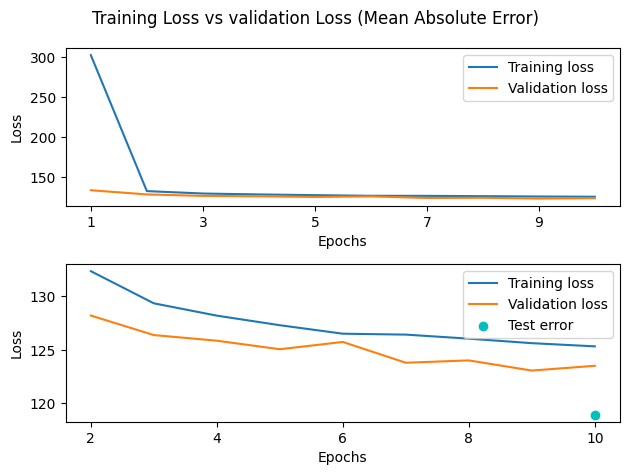 Training Loss vs validation Loss (Mean Absolute Error)
300
250
200
150
Loss
Training loss
Validation loss
1 3 5 7 9
Epochs
130
125
120
Loss
Training loss
Validation loss
Test error
2 4 6 8 10
Epochs